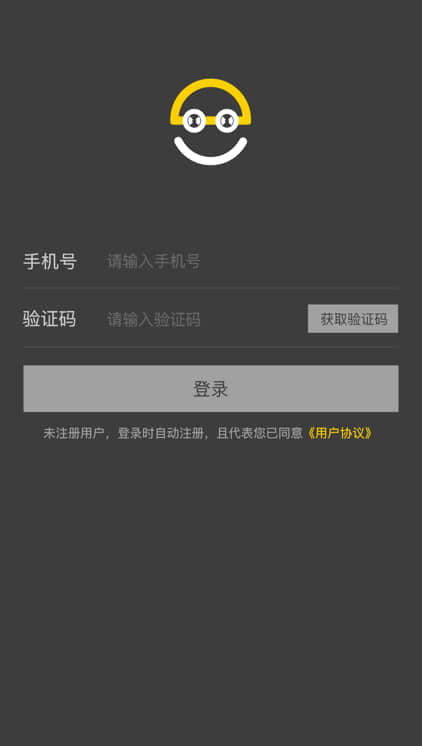 手机号 请输入手机号
验证码 请输入验证码 获取验证码
登录
未注册用户，登录时自动注册，且代表您已同意《用户协议》